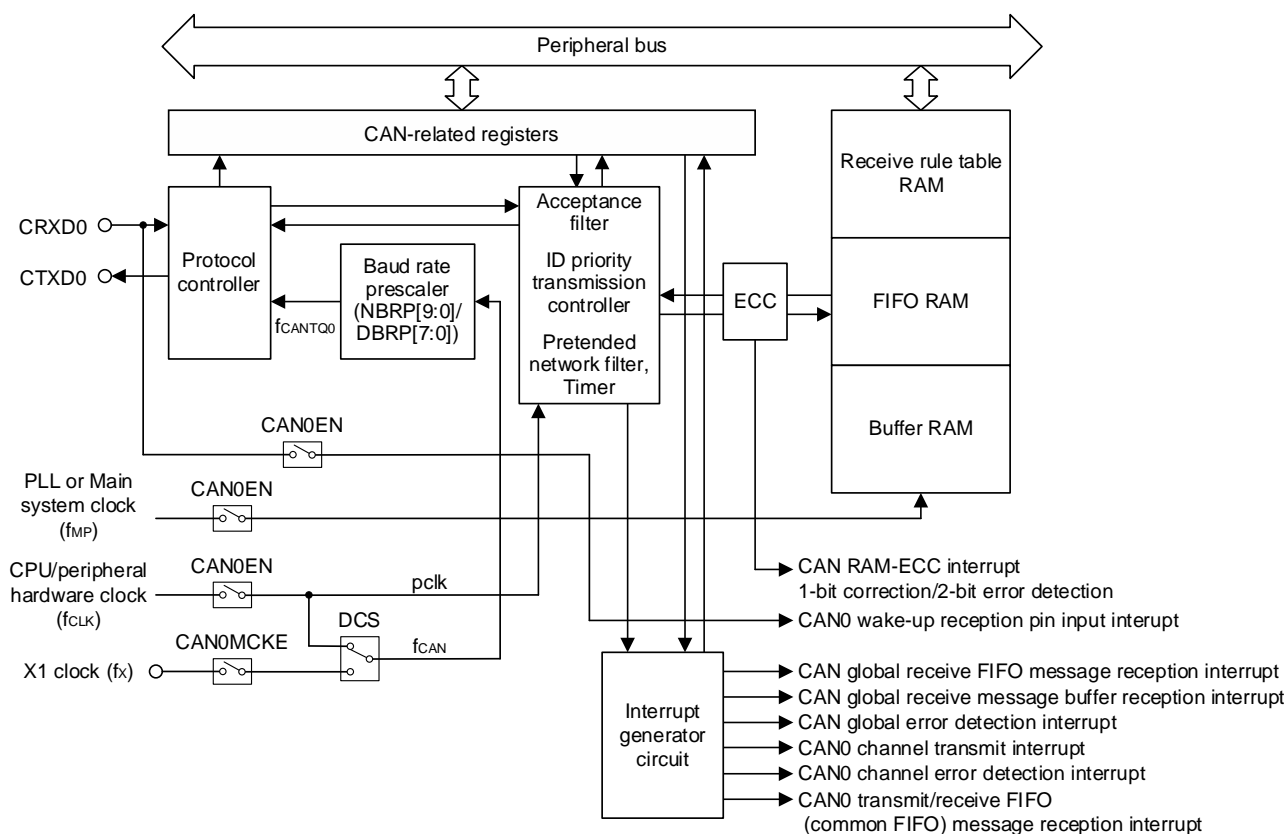 Peripheral bus
CAN-related registers
Receive rule table
RAM
FIFO RAM
Buffer RAM
CRXD0
CTXD0
Protocol
controller
fCANTQ0
Baud rate
prescaler
(NBRP[9:0]/
DBRP[7:0])
Acceptance
filter
ID priority
transmission
controller
Pretended
network filter,
Timer
ECC
CAN0EN
PLL or Main
system clock
(fMP)
CAN0EN
CPU/peripheral
hardware clock
(fCLK)
CAN0EN
pclk
DCS
fCAN
X1 clock (fX)
CAN0MCKE
Interrupt
generator
circuit
CAN RAM-ECC interrupt
1-bit correction/2-bit error detection
CAN0 wake-up reception pin input interupt
CAN global receive FIFO message reception interrupt
CAN global receive message buffer reception interrupt
CAN global error detection interrupt
CAN0 channel transmit interrupt
CAN0 channel error detection interrupt
CAN0 transmit/receive FIFO
(common FIFO) message reception interrupt